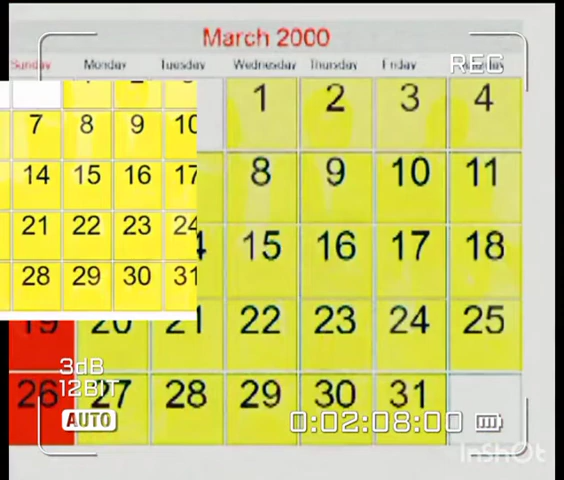 March 2000
Sunday Monday Tuesday Wednesday Thursday Friday
REC
1 2 3 4
7 8 9 10
8 9 10 11
14 15 16 17
15 16 17 18
21 22 23 24
28 29 30 31
19 20 21 22 23 24 25
3dB
12BIT
26 27 28 29 30 31
AUTO
0:02:08:00
InShot